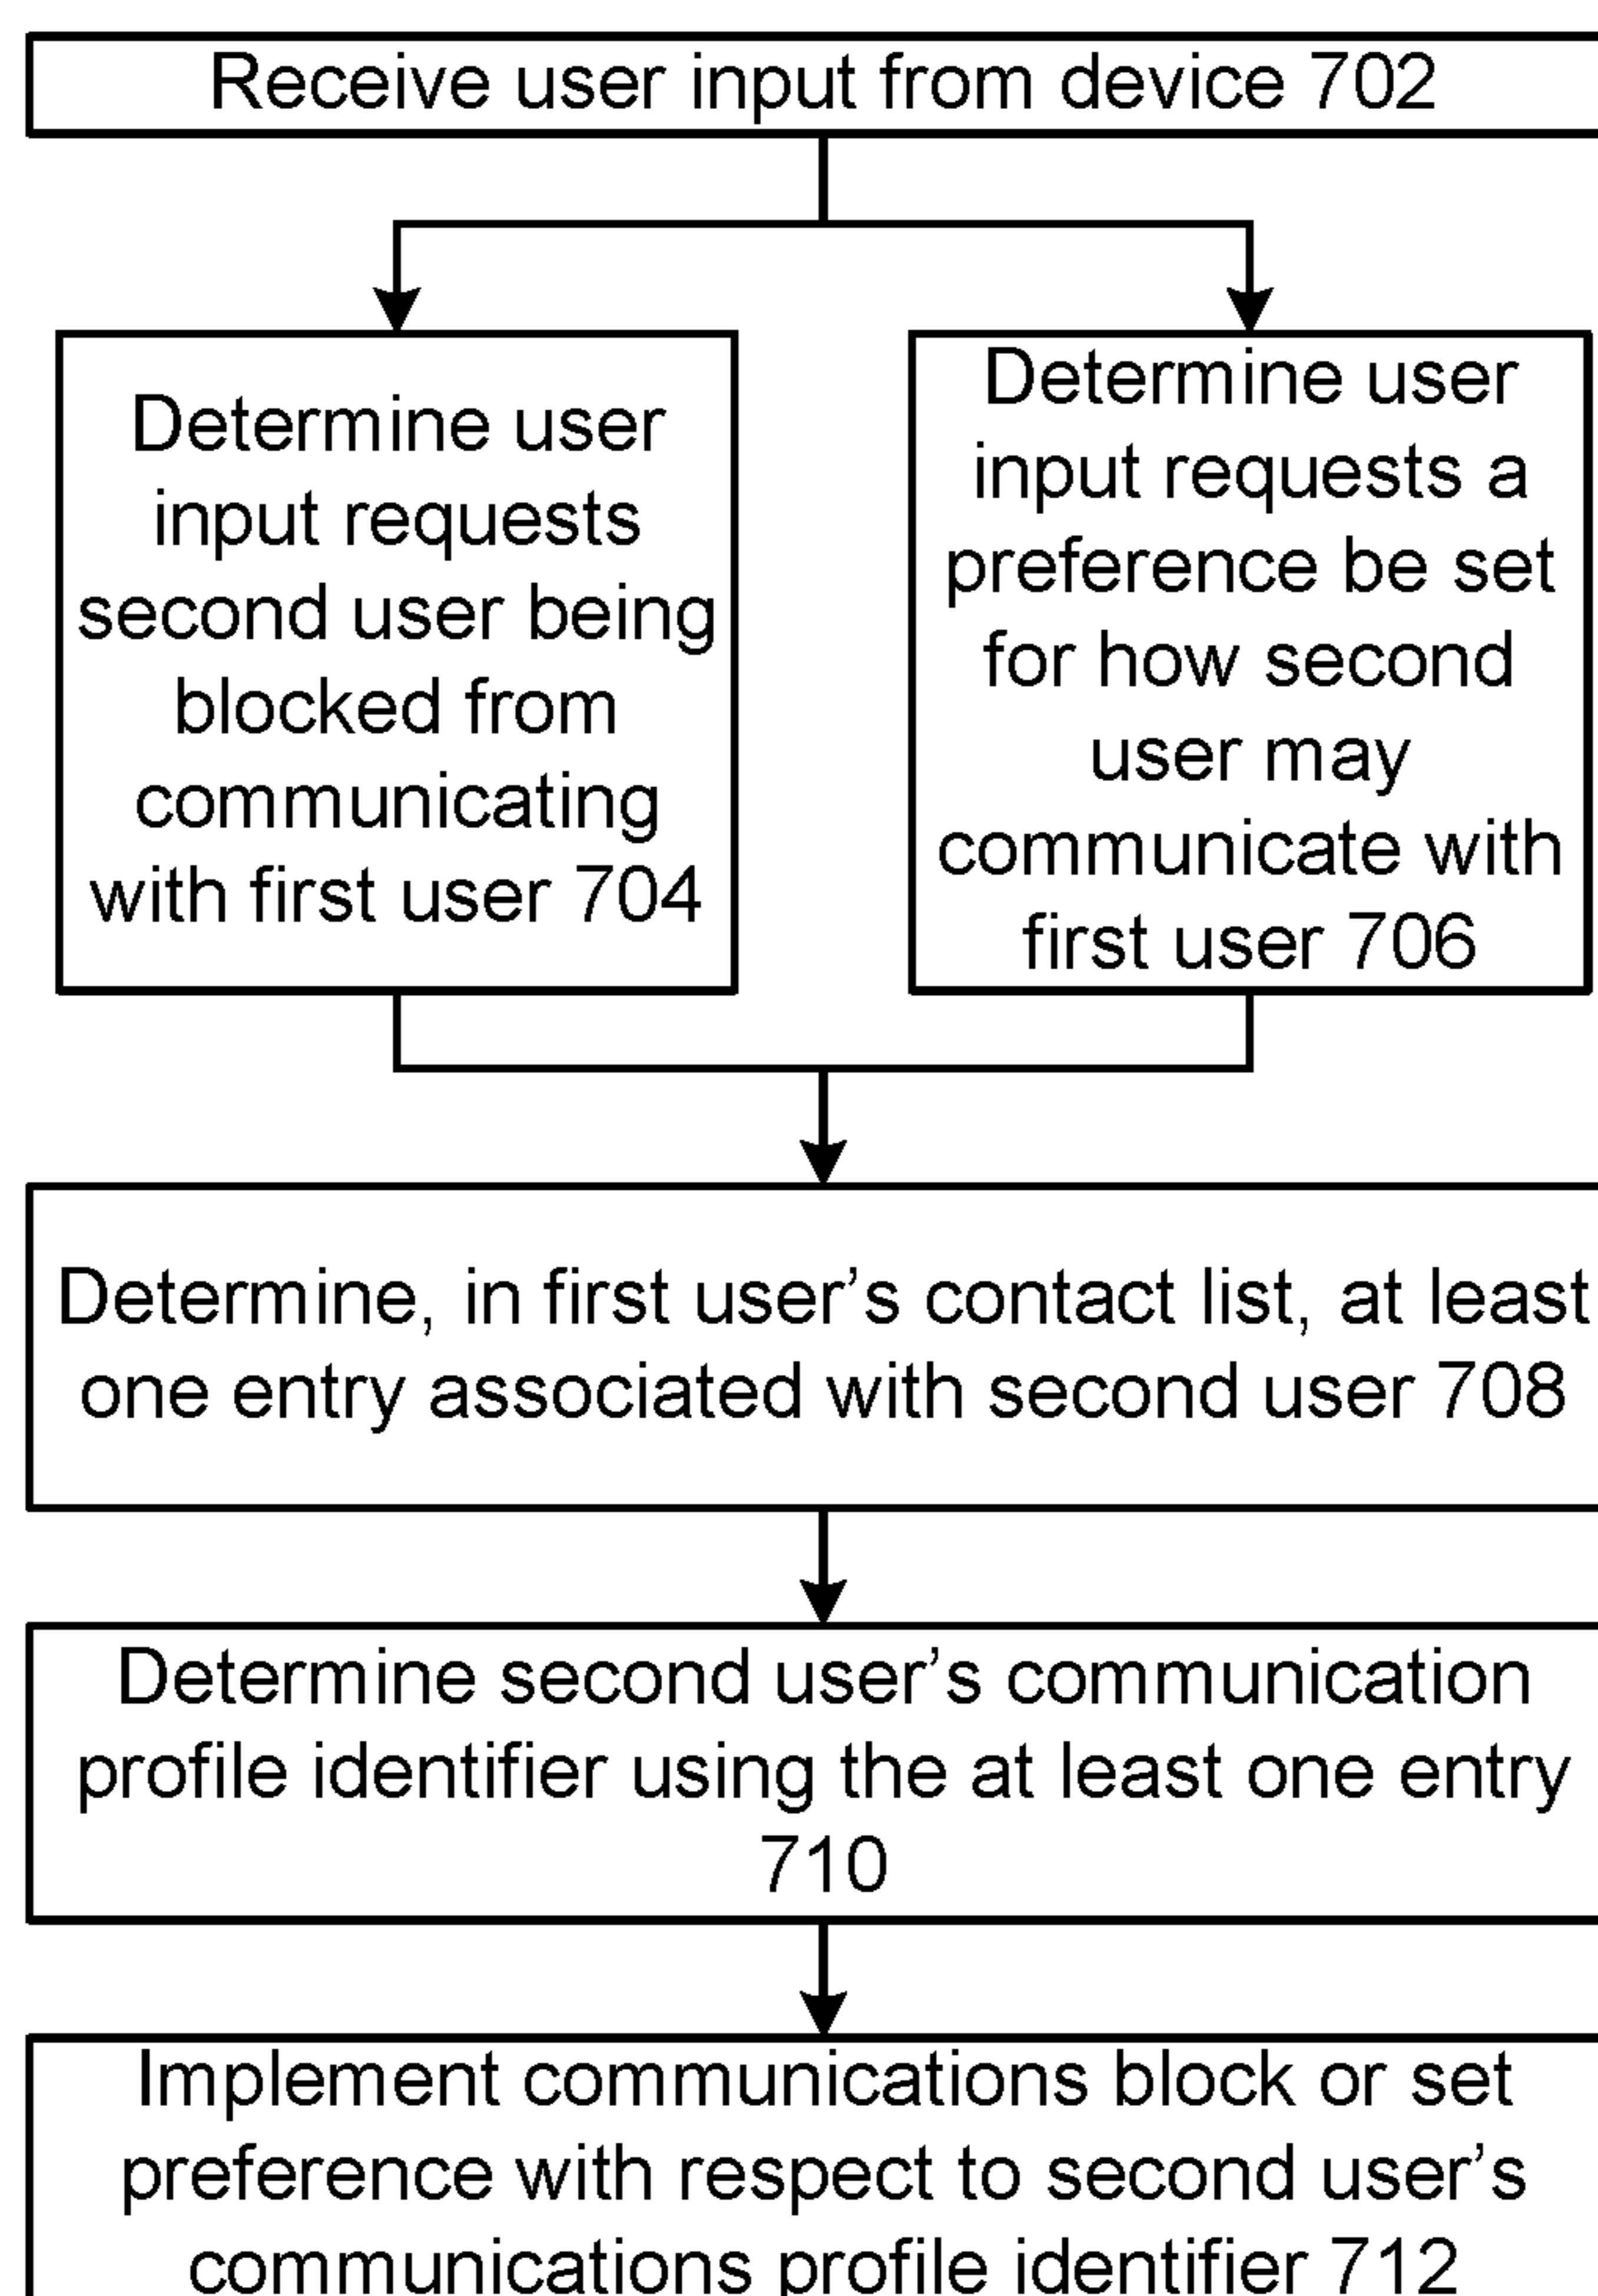 Receive user input from device 702
Determine user
input requests
second user being
blocked from
communicating
with first user 704
Determine user
input requests a
preference be set
for how second
user may
communicate with
first user 706
Determine, in first user’s contact list, at least
one entry associated with second user 708
Determine second user’s communication
profile identifier using the at least one entry
710
Implement communications block or set
preference with respect to second user’s
communications profile identifier 712